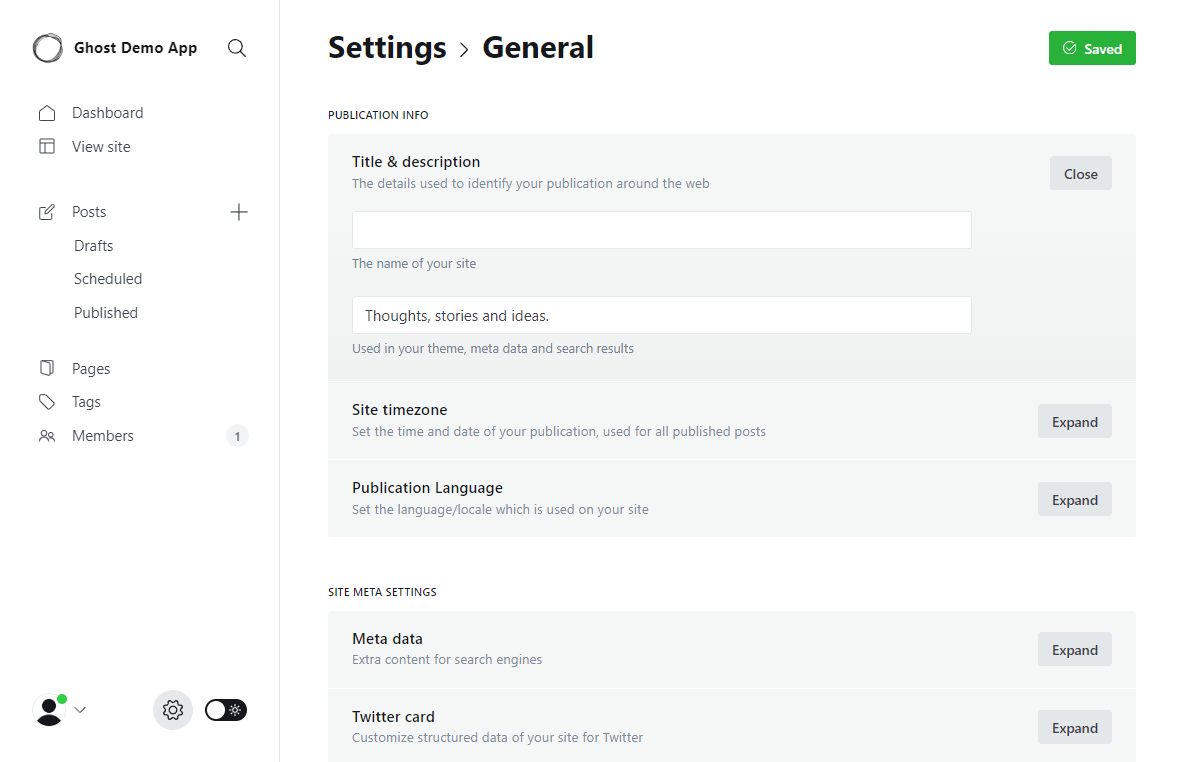 Ghost Demo App
Dashboard
View site
Posts
Drafts
Scheduled
Published
Pages
Tags
Members
1
Settings > General
Saved
PUBLICATION INFO
Title & description
The details used to identify your publication around the web
Close
The name of your site
Thoughts, stories and ideas.
Used in your theme, meta data and search results
Site timezone
Set the time and date of your publication, used for all published posts
Expand
Publication Language
Set the language/locale which is used on your site
Expand
SITE META SETTINGS
Meta data
Extra content for search engines
Expand
Twitter card
Customize structured data of your site for Twitter
Expand